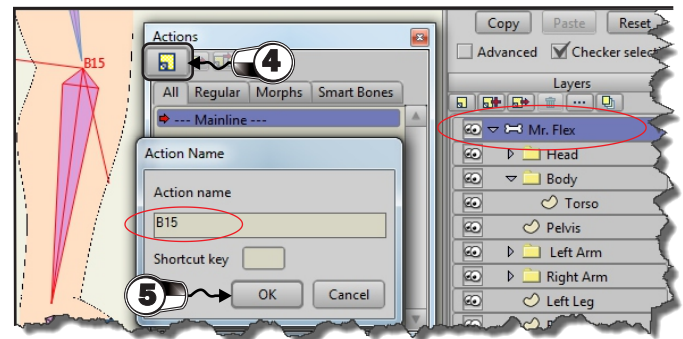 B15
Actions
4
All Regular Morphs Smart Bones
--- Mainline ---
Action Name
Action name
B15
Shortcut key
5
OK Cancel
Copy Paste Reset
Advanced Checker selec
Layers
Mr. Flex
Head
Body
Torso
Pelvis
Left Arm
Right Arm
Left Leg